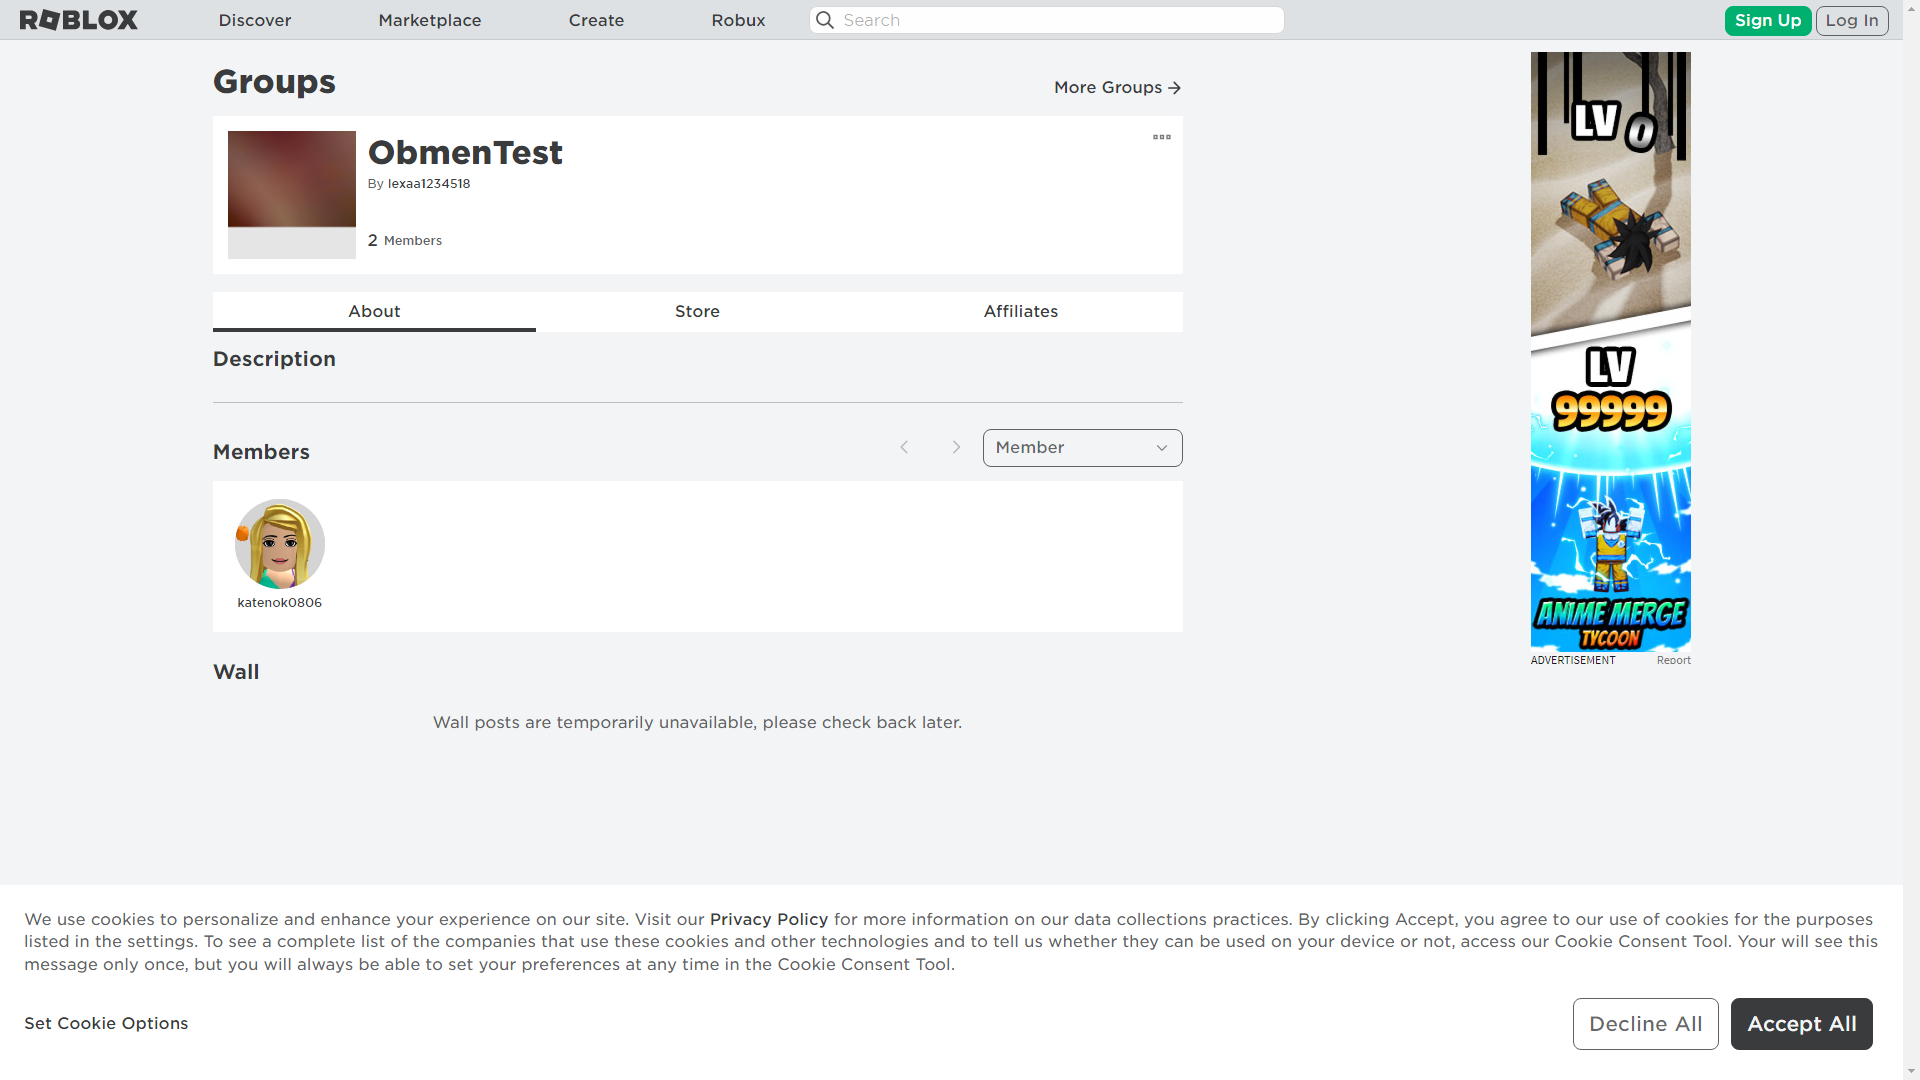 ROBLOX
Discover
Marketplace
Create
Robux
Search
Sign Up
Log In
Groups
More Groups
ObmenTest
By lexaa1234518
2 Members
About
Store
Affiliates
Description
Members
Member
katenok0806
Wall
Wall posts are temporarily unavailable, please check back later.
LV 0
LV
99999
ANIME MERGE
TYCOON
ADVERTISEMENT
Report
We use cookies to personalize and enhance your experience on our site. Visit our Privacy Policy for more information on our data collections practices. By clicking Accept, you agree to our use of cookies for the purposes
listed in the settings. To see a complete list of the companies that use these cookies and other technologies and to tell us whether they can be used on your device or not, access our Cookie Consent Tool. Your will see this
message only once, but you will always be able to set your preferences at any time in the Cookie Consent Tool.
Set Cookie Options
Decline All
Accept All